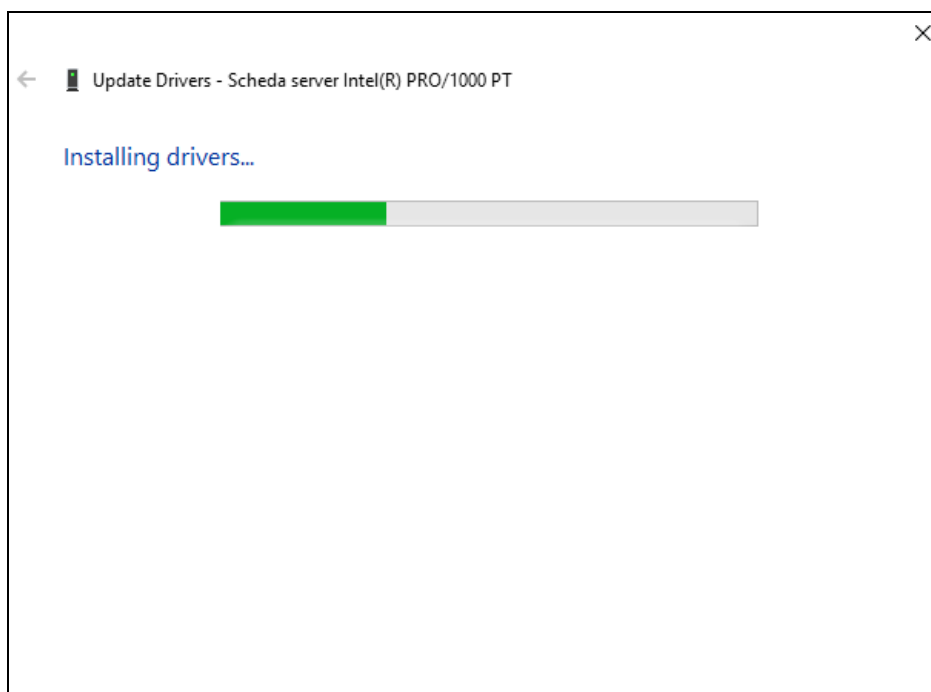 Update Drivers - Scheda server Intel(R) PRO/1000 PT
Installing drivers...